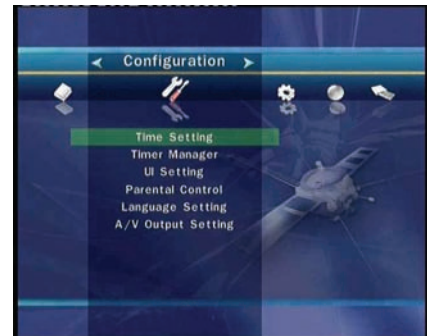 Configuration
Time Setting
Timer Manager
UI Setting
Parental Control
Language Setting
A/V Output Setting